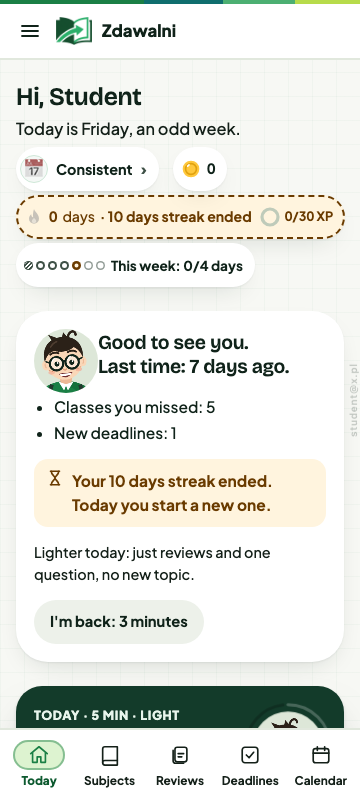 Zdawalni
Hi, Student
Today is Friday, an odd week.
17 Consistent ›
0
0 days · 10 days streak ended 0/30 XP
This week: 0/4 days
Good to see you.
Last time: 7 days ago.
• Classes you missed: 5
• New deadlines: 1
Your 10 days streak ended.
Today you start a new one.
Lighter today: just reviews and one
question, no new topic.
I'm back: 3 minutes
student@x.pl
TODAY · 5 MIN · LIGHT
Today Subjects Reviews Deadlines Calendar